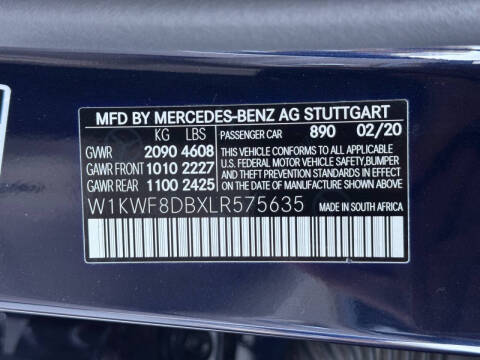 MFD BY MERCEDES-BENZ AG STUTTGART
KG LBS
PASSENGER CAR 890 02/20
GVWR 2090 4608
GAWR FRONT 1010 2227
GAWR REAR 1100 2425
THIS VEHICLE CONFORMS TO ALL APPLICABLE
U.S. FEDERAL MOTOR VEHICLE SAFETY,BUMPER
AND THEFT PREVENTION STANDARDS IN EFFECT
ON THE DATE OF MANUFACTURE SHOWN ABOVE.
W1KWF8DBXLR575635 MADE IN SOUTH AFRICA